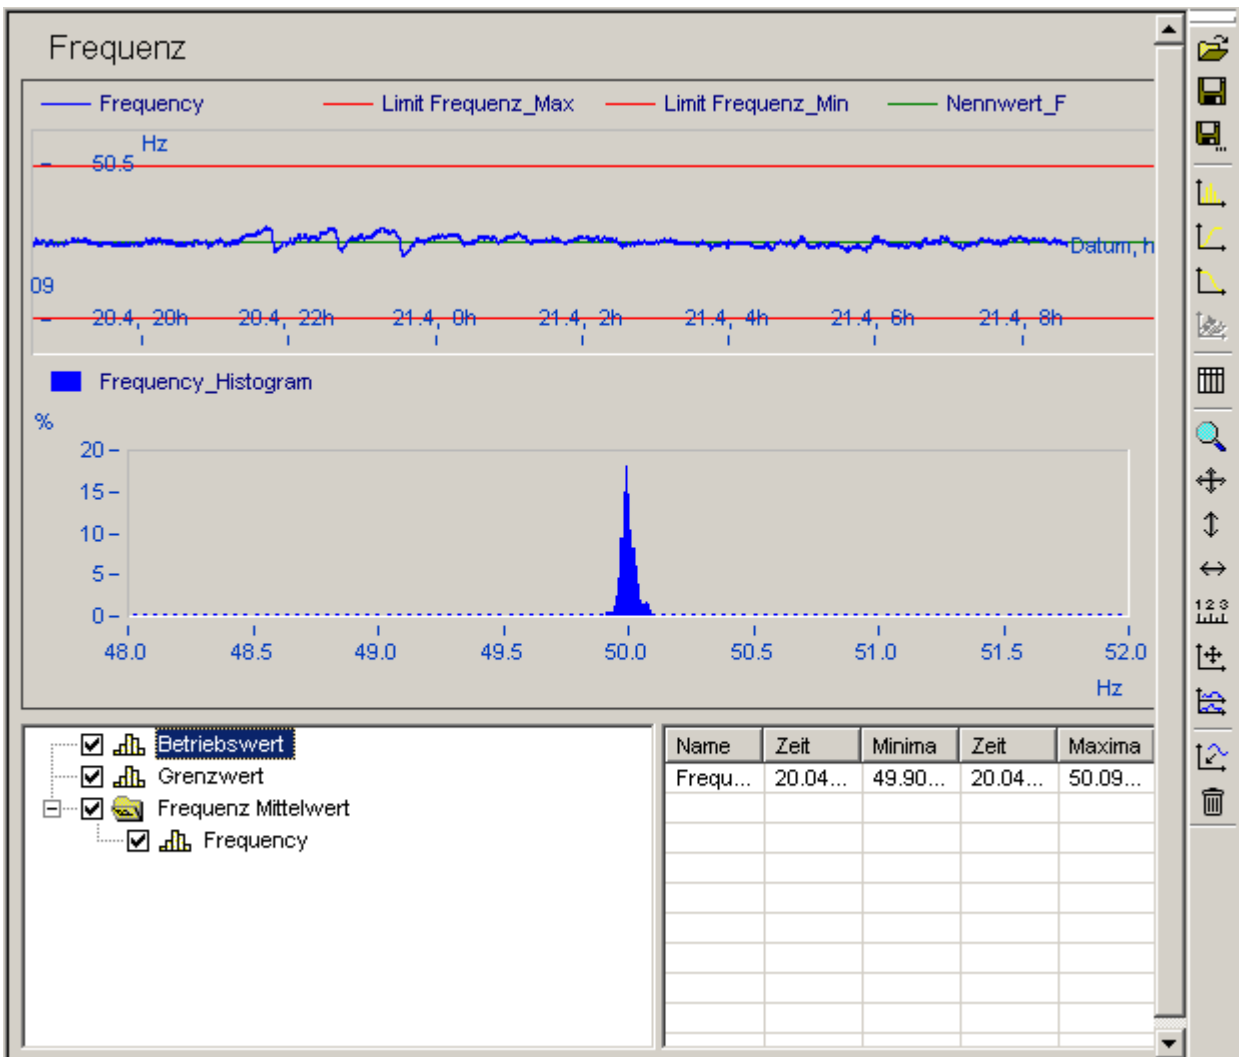 Frequenz
Frequency Limit Frequenz_Max Limit Frequenz_Min Nennwert_F
Hz
50.5
Datum, h
09
20.4, 20h 20.4, 22h 21.4, 0h 21.4, 2h 21.4, 4h 21.4, 6h 21.4, 8h
Frequency_Histogram
%
20
15
10
5
0
48.0 48.5 49.0 49.5 50.0 50.5 51.0 51.5 52.0
Hz
Betriebswert
Grenzwert
Frequenz Mittelwert
Frequency
Name Zeit Minima Zeit Maxima
Frequ... 20.04... 49.90... 20.04... 50.09...
1 2 3